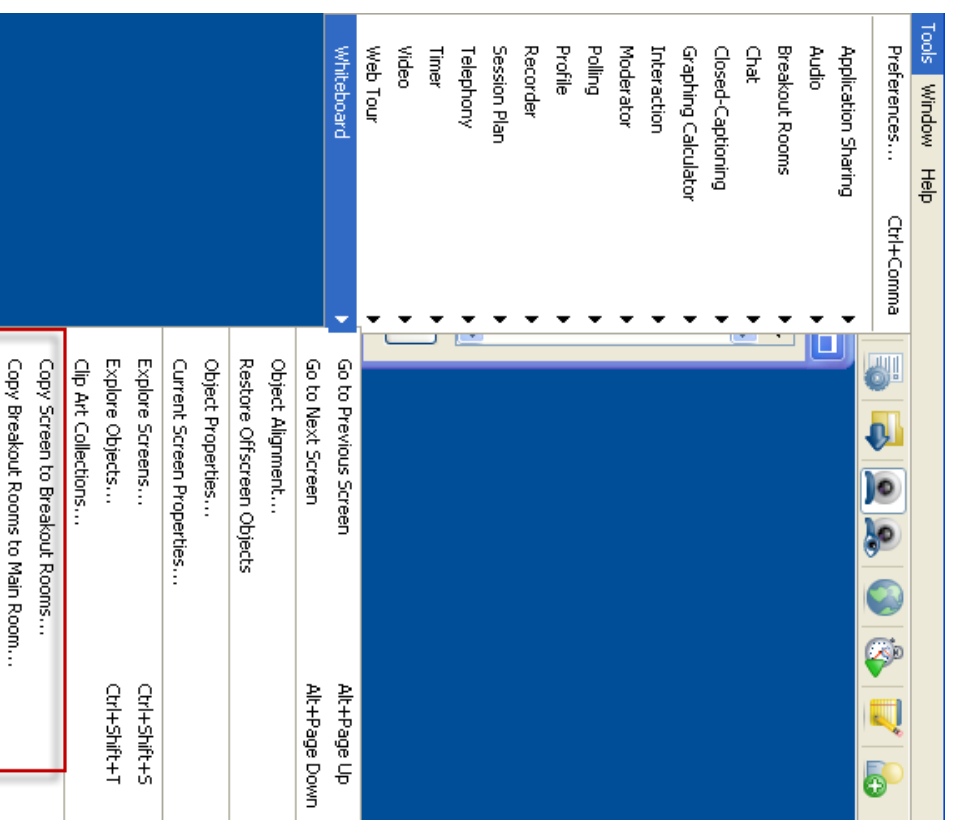 Tools Window Help
Preferences... Ctrl+Comma
Application Sharing
Audio
Breakout Rooms
Chat
Closed-Captioning
Graphing Calculator
Interaction
Moderator
Polling
Profile
Recorder
Session Plan
Telephony
Timer
Video
Web Tour
Whiteboard
Go to Previous Screen Alt+Page Up
Go to Next Screen Alt+Page Down
Object Alignment...
Restore Offscreen Objects
Object Properties...
Current Screen Properties...
Explore Screens... Ctrl+Shift+S
Explore Objects... Ctrl+Shift+T
Clip Art Collections...
Copy Screen to Breakout Rooms...
Copy Breakout Rooms to Main Room...